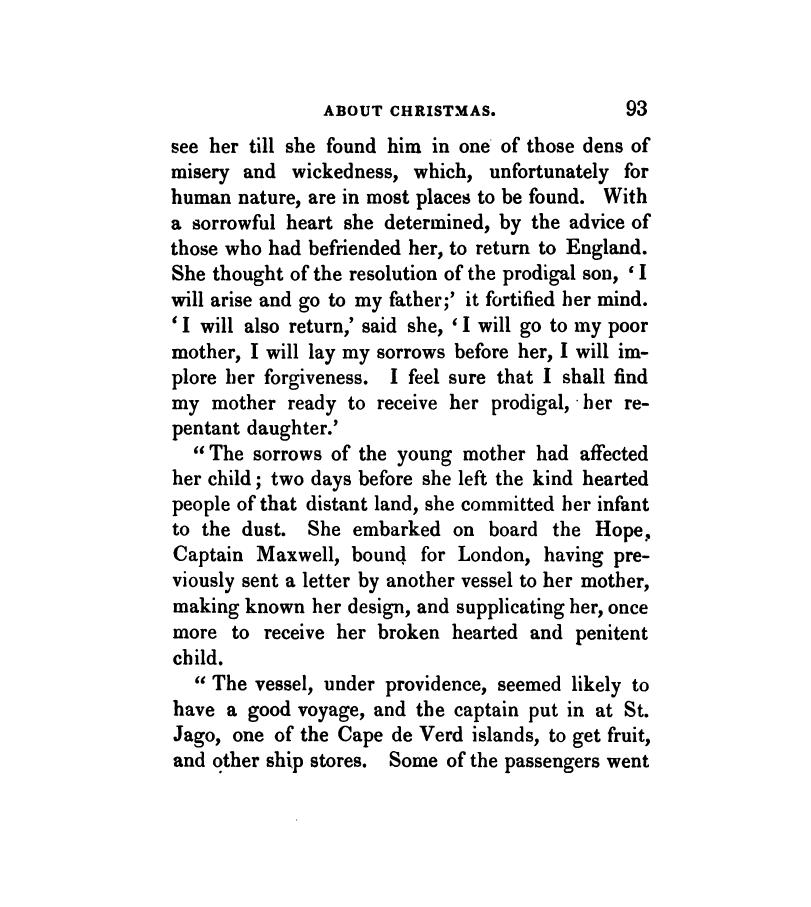 ABOUT CHRISTMAS. 93
see her till she found him in one of those dens of
misery and wickedness, which, unfortunately for
human nature, are in most places to be found. With
a sorrowful heart she determined, by the advice of
those who had befriended her, to return to England.
She thought of the resolution of the prodigal son, ‘I
will arise and go to my father;’ it fortified her mind.
‘I will also return,’ said she, ‘I will go to my poor
mother, I will lay my sorrows before her, I will im-
plore her forgiveness. I feel sure that I shall find
my mother ready to receive her prodigal, her re-
pentant daughter.’
“The sorrows of the young mother had affected
her child; two days before she left the kind hearted
people of that distant land, she committed her infant
to the dust. She embarked on board the Hope,
Captain Maxwell, bound for London, having pre-
viously sent a letter by another vessel to her mother,
making known her design, and supplicating her, once
more to receive her broken hearted and penitent
child.
“The vessel, under providence, seemed likely to
have a good voyage, and the captain put in at St.
Jago, one of the Cape de Verd islands, to get fruit,
and other ship stores. Some of the passengers went